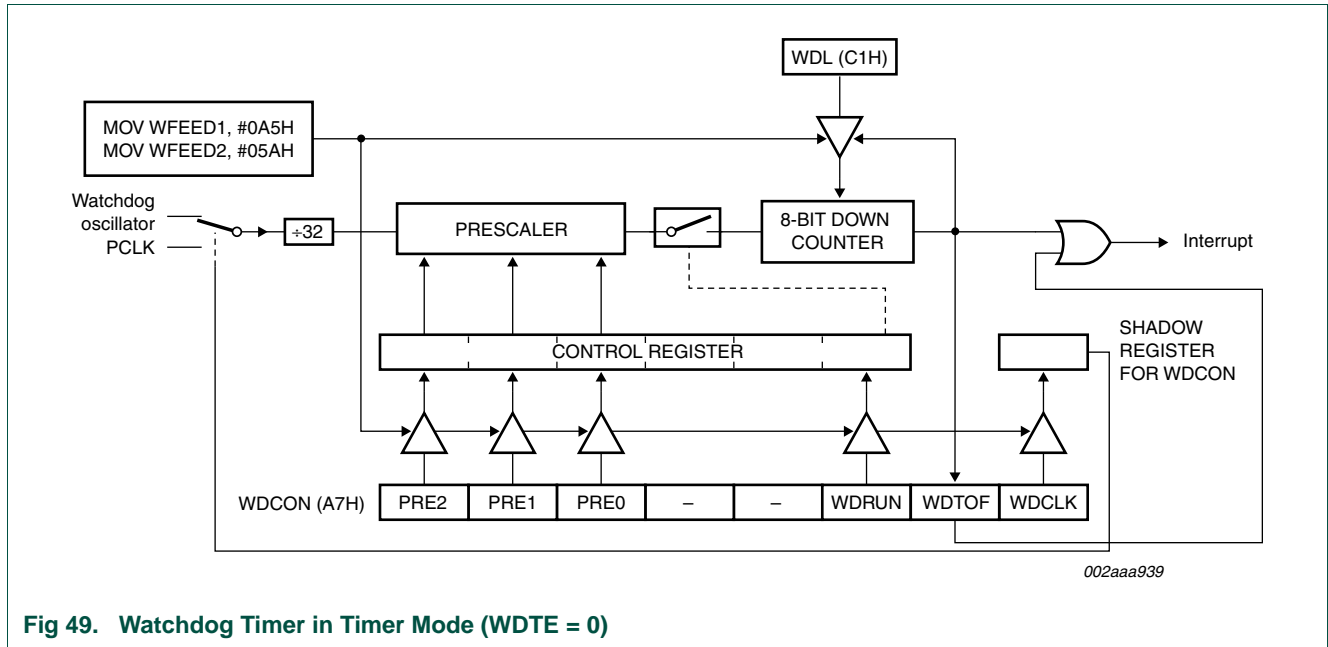 WDL (C1H)
MOV WFEED1, #0A5H
MOV WFEED2, #05AH
Watchdog
oscillator
PCLK
÷32
PRESCALER
8-BIT DOWN
COUNTER
Interrupt
CONTROL REGISTER
SHADOW
REGISTER
FOR WDCON
WDCON (A7H)
PRE2
PRE1
PRE0
–
–
WDRUN
WDTOF
WDCLK
002aaa939
Fig 49. Watchdog Timer in Timer Mode (WDTE = 0)